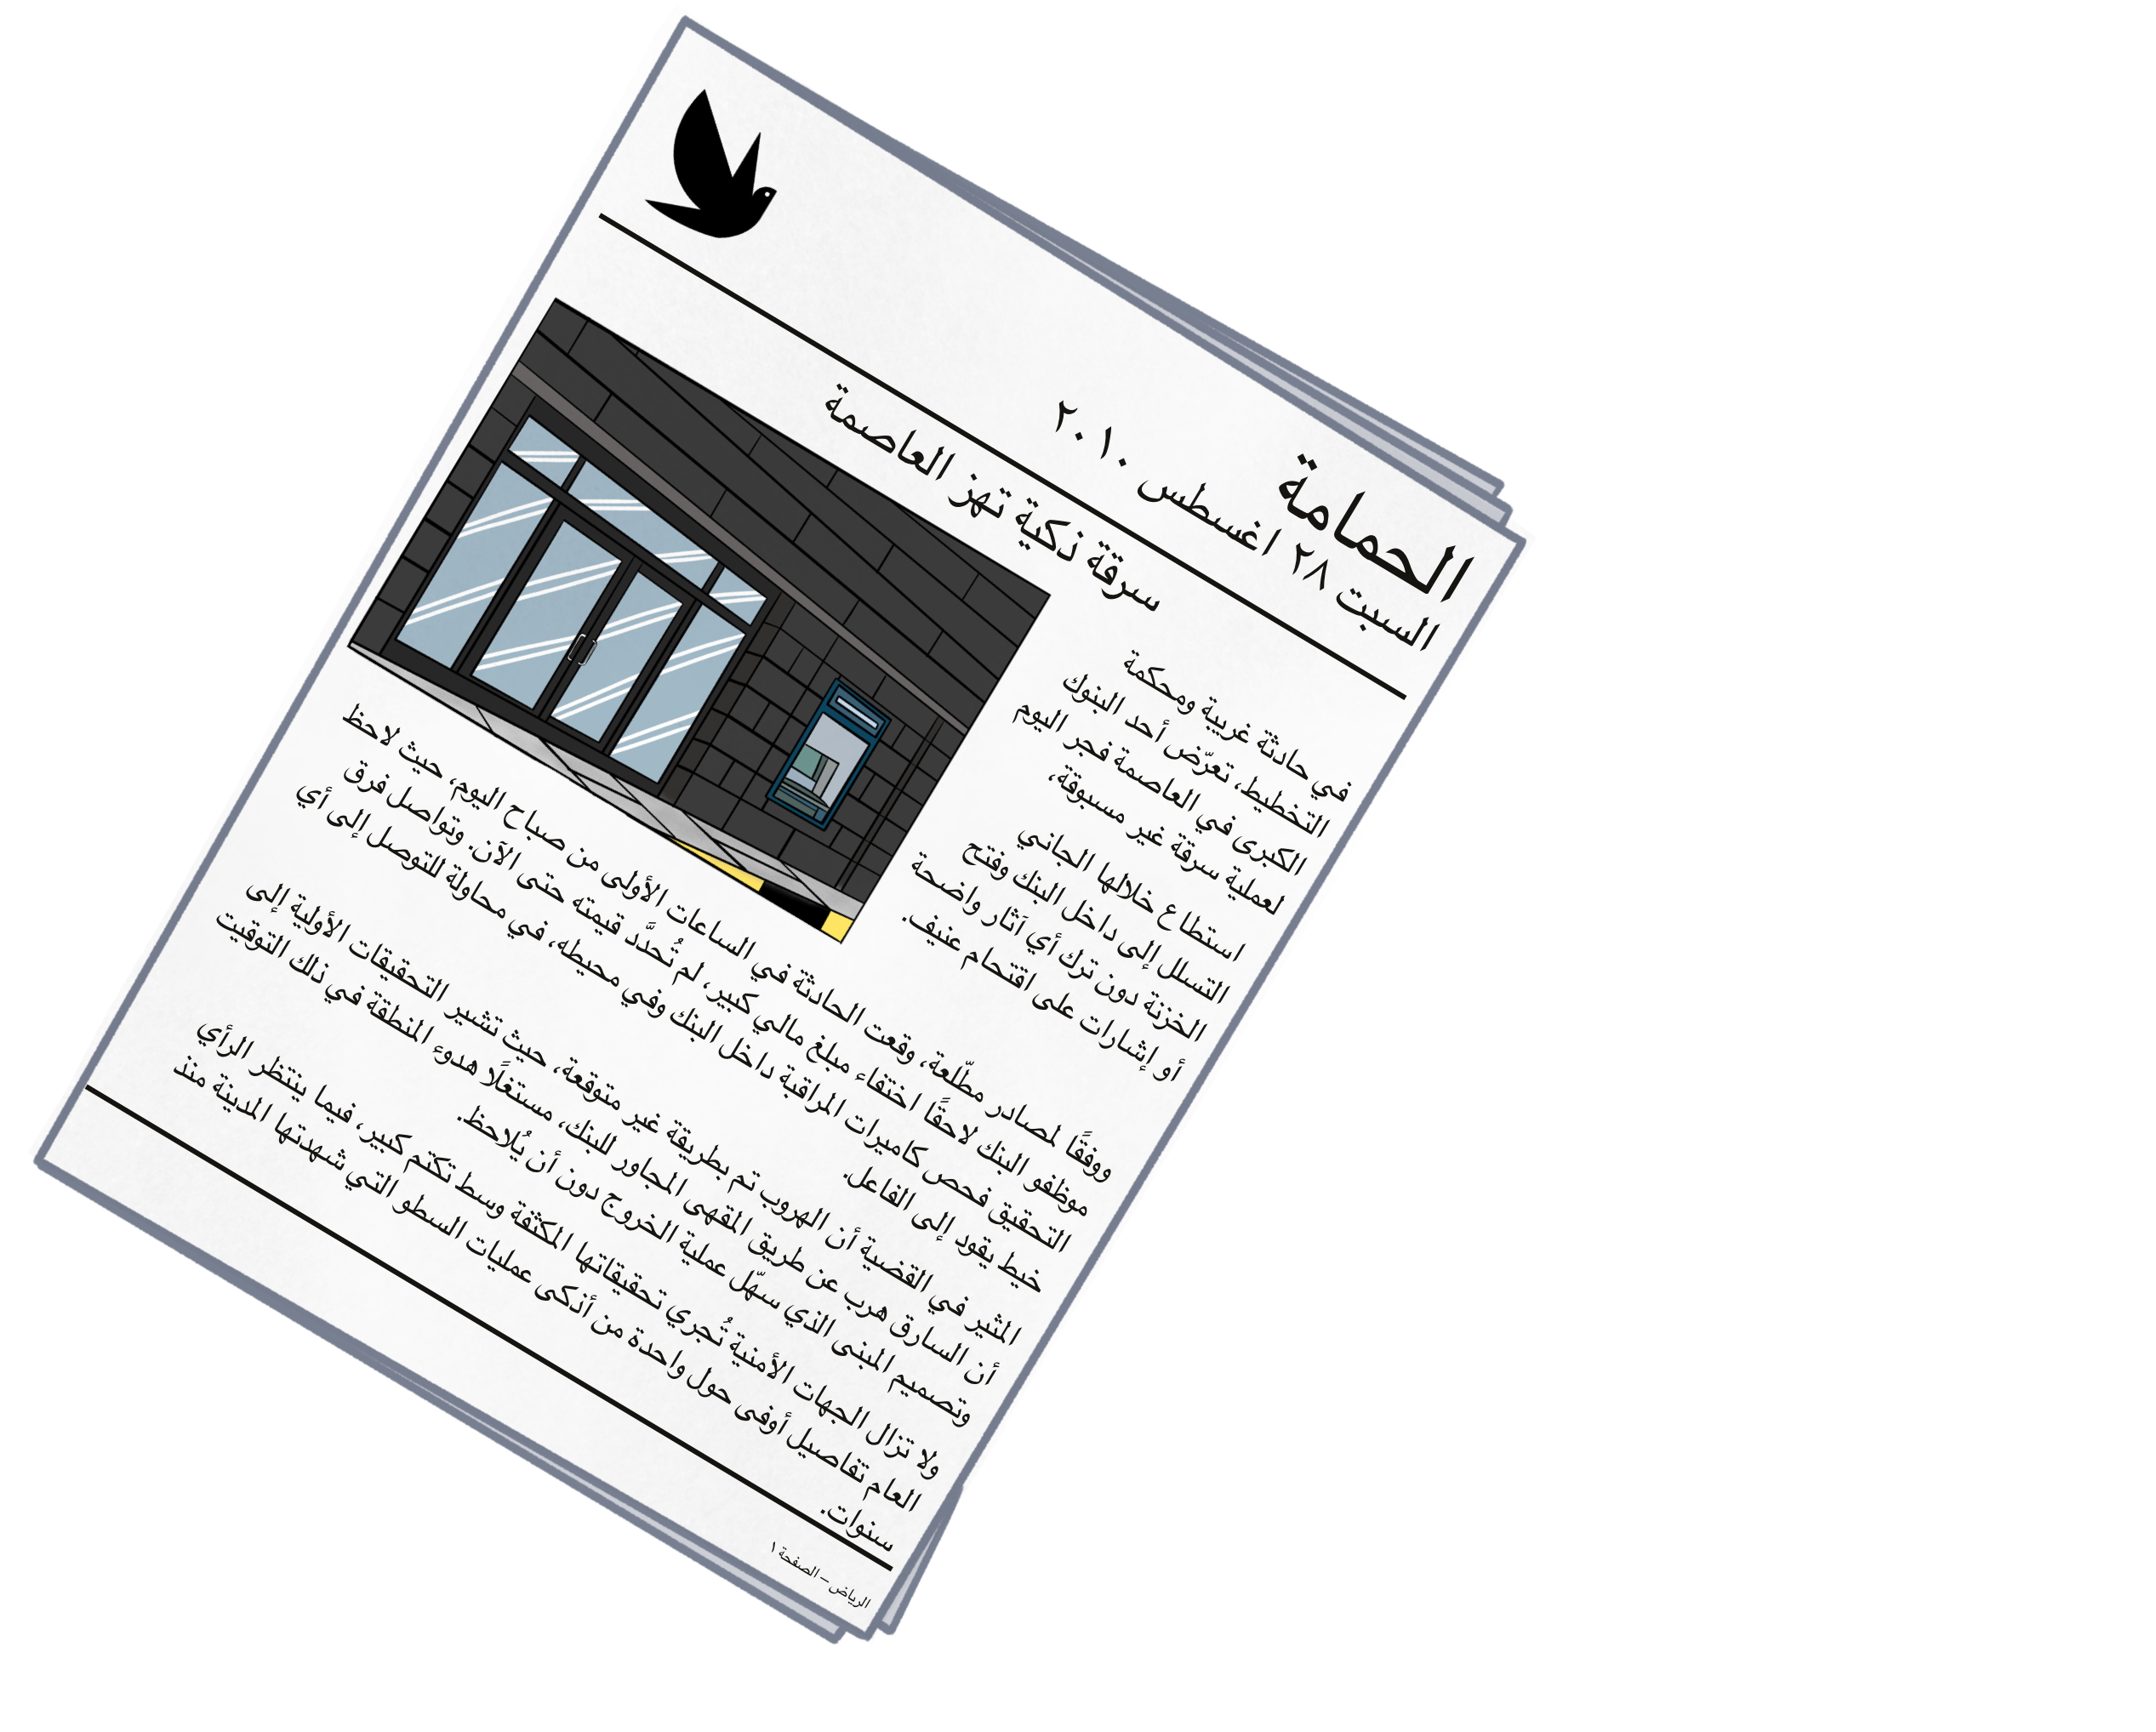 الحمامة
السبت ٢٨ اغسطس ٢٠١٠
سرقة ذكية تهز العاصمة
في حادثة غريبة ومحكمة
التخطيط، تعرّض أحد البنوك
الكبرى في العاصمة فجر اليوم
لعملية سرقة غير مسبوقة،
استطاع خلالها الجاني
التسلل إلى داخل البنك وفتح
الخزنة دون ترك أي آثار واضحة
أو إشارات على اقتحام عنيف.
ووفقًا لمصادر مطّلعة، وقعت الحادثة في الساعات الأولى من صباح اليوم، حيث لاحظ
موظفو البنك لاحقًا اختفاء مبلغ مالي كبير، لم تُحدَّد قيمته حتى الآن. وتواصل فرق
التحقيق فحص كاميرات المراقبة داخل البنك وفي محيطه، في محاولة للتوصل إلى أي
خيط يقود إلى الفاعل.
المثير في القضية أن الهروب تم بطريقة غير متوقعة، حيث تشير التحقيقات الأولية إلى
أن السارق هرب عن طريق المقهى المجاور للبنك، مستغلًا هدوء المنطقة في ذلك التوقيت
وتصميم المبنى الذي سهّل عملية الخروج دون أن يُلاحظ.
ولا تزال الجهات الأمنية تُجري تحقيقاتها المكثفة وسط تكتم كبير، فيما ينتظر الرأي
العام تفاصيل أوفى حول واحدة من أذكى عمليات السطو التي شهدتها المدينة منذ
سنوات.
الرياض – الصفحة ١